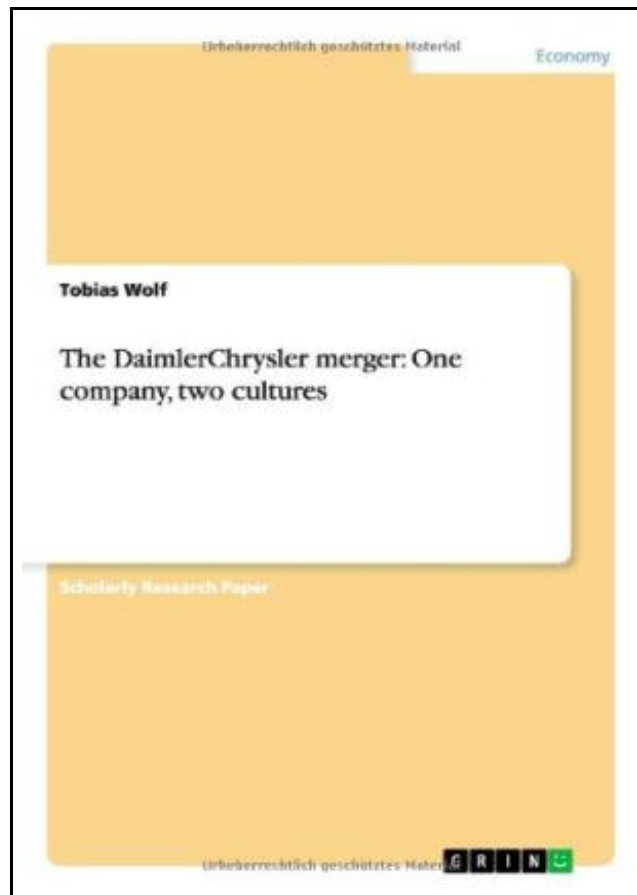 Urheberrechtlich geschütztes Material
Economy
Tobias Wolf
The DaimlerChrysler merger: One
company, two cultures
Scholarly Research Paper
Urheberrechtlich geschütztes Mater
GRIN